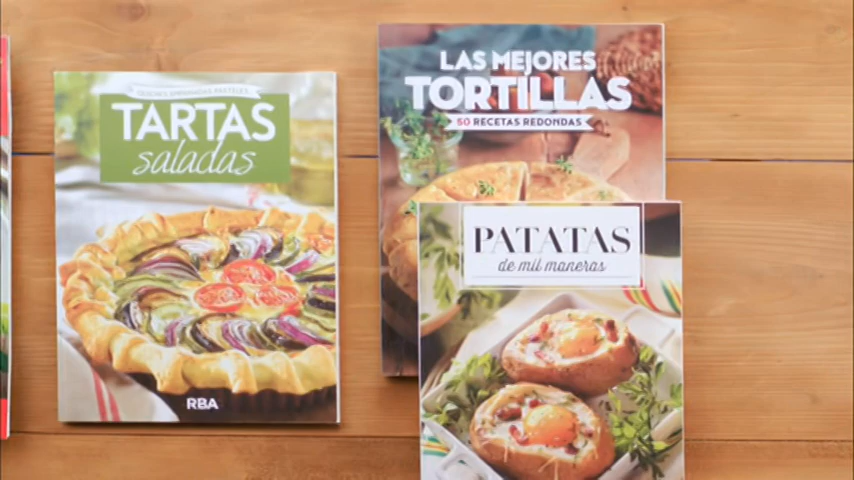 TARTAS
saladas
RBA
LAS MEJORES
TORTILLAS
50 RECETAS REDONDAS
PATATAS
de mil maneras